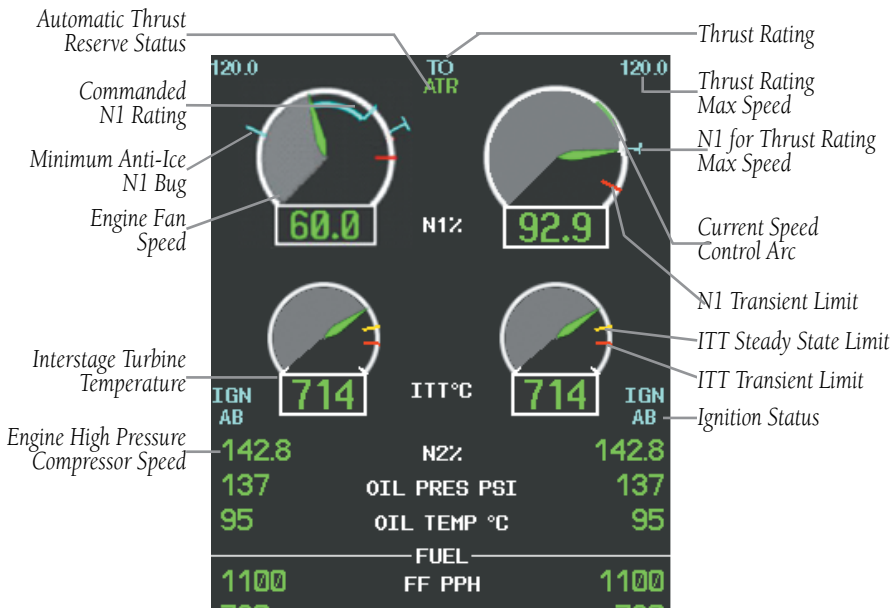 Automatic Thrust
Reserve Status
Thrust Rating
120.0
TO
120.0
ATR
Commanded
N1 Rating
Thrust Rating
Max Speed
N1 for Thrust Rating
Max Speed
Minimum Anti-Ice
N1 Bug
Engine Fan
Speed
60.0
N1%
92.9
Current Speed
Control Arc
N1 Transient Limit
ITT Steady State Limit
Interstage Turbine
Temperature
ITT Transient Limit
714
ITT°C
714
IGN
AB
IGN
AB
Ignition Status
Engine High Pressure
Compressor Speed
142.8
N2%
142.8
137
OIL PRES PSI
137
95
OIL TEMP °C
95
FUEL
1100
FF PPH
1100